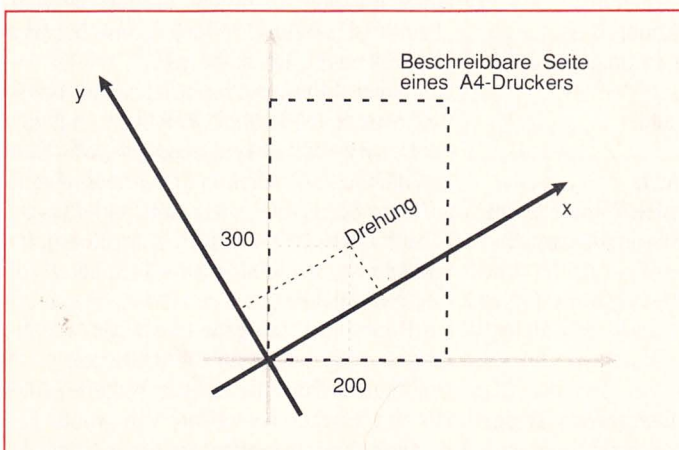 Beschreibbare Seite
eines A4-Druckers
y
x
Drehung
300
200